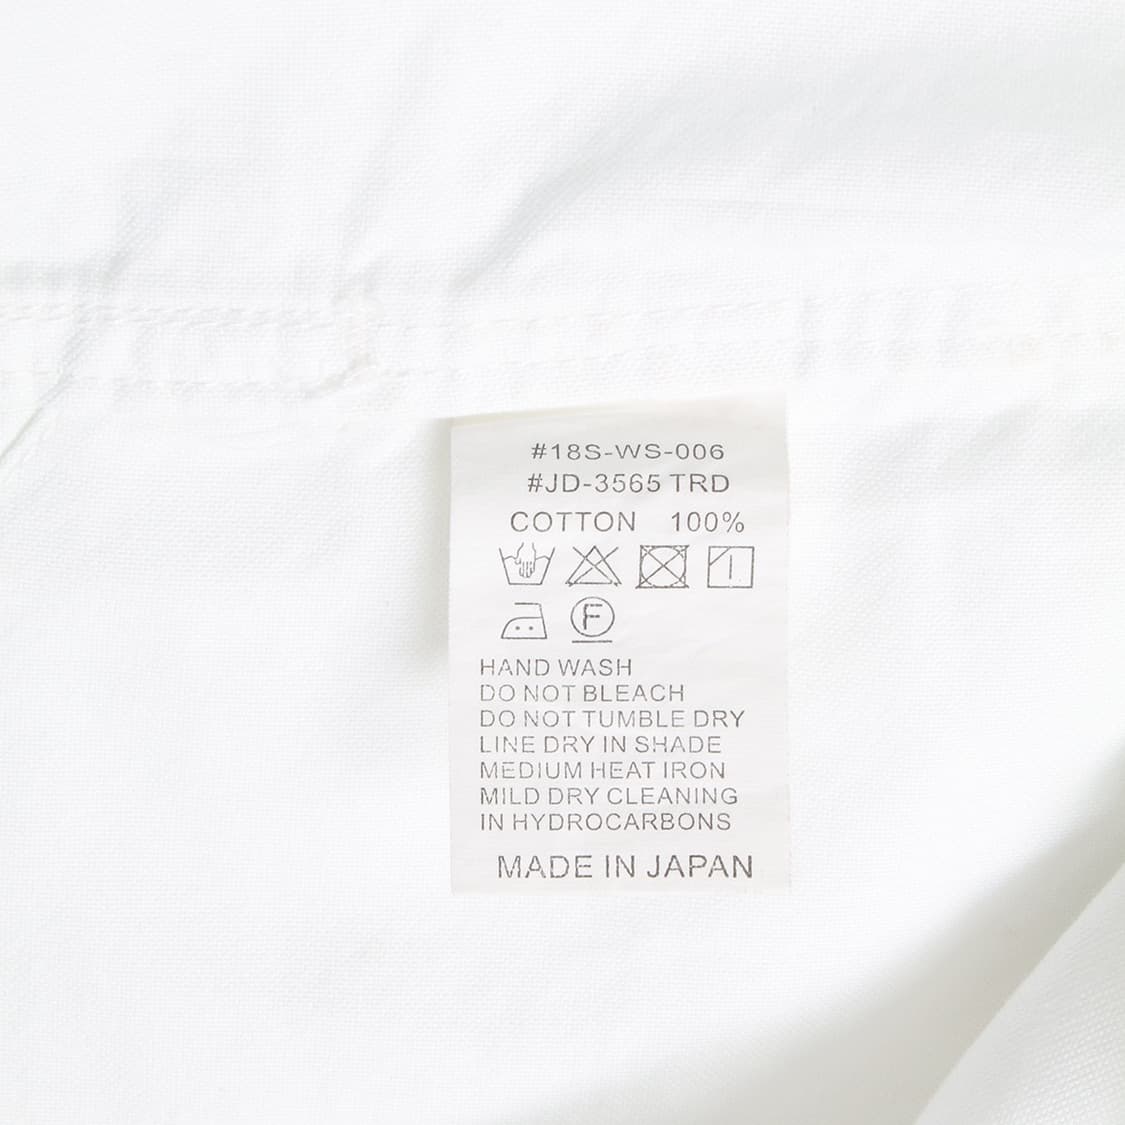 #18S-WS-006
#JD-3565 TRD
COTTON 100%
F
HAND WASH
DO NOT BLEACH
DO NOT TUMBLE DRY
LINE DRY IN SHADE
MEDIUM HEAT IRON
MILD DRY CLEANING
IN HYDROCARBONS
MADE IN JAPAN